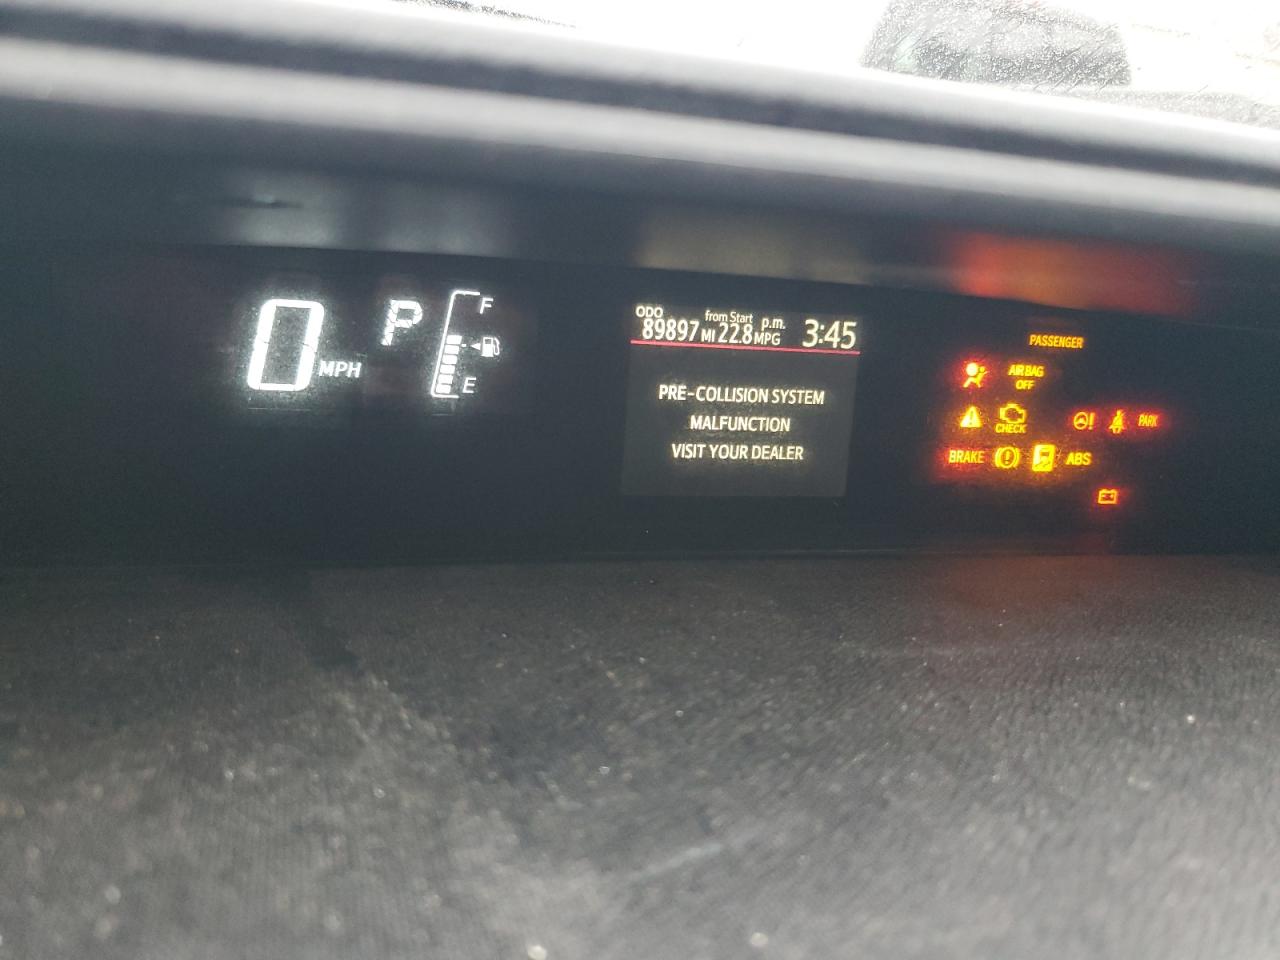 0 MPH
P
F
E
ODO 89897 MI
from Start 22.8 MPG
p.m. 3:45
PRE-COLLISION SYSTEM
MALFUNCTION
VISIT YOUR DEALER
PASSENGER
AIR BAG
OFF
CHECK
PARK
BRAKE
ABS